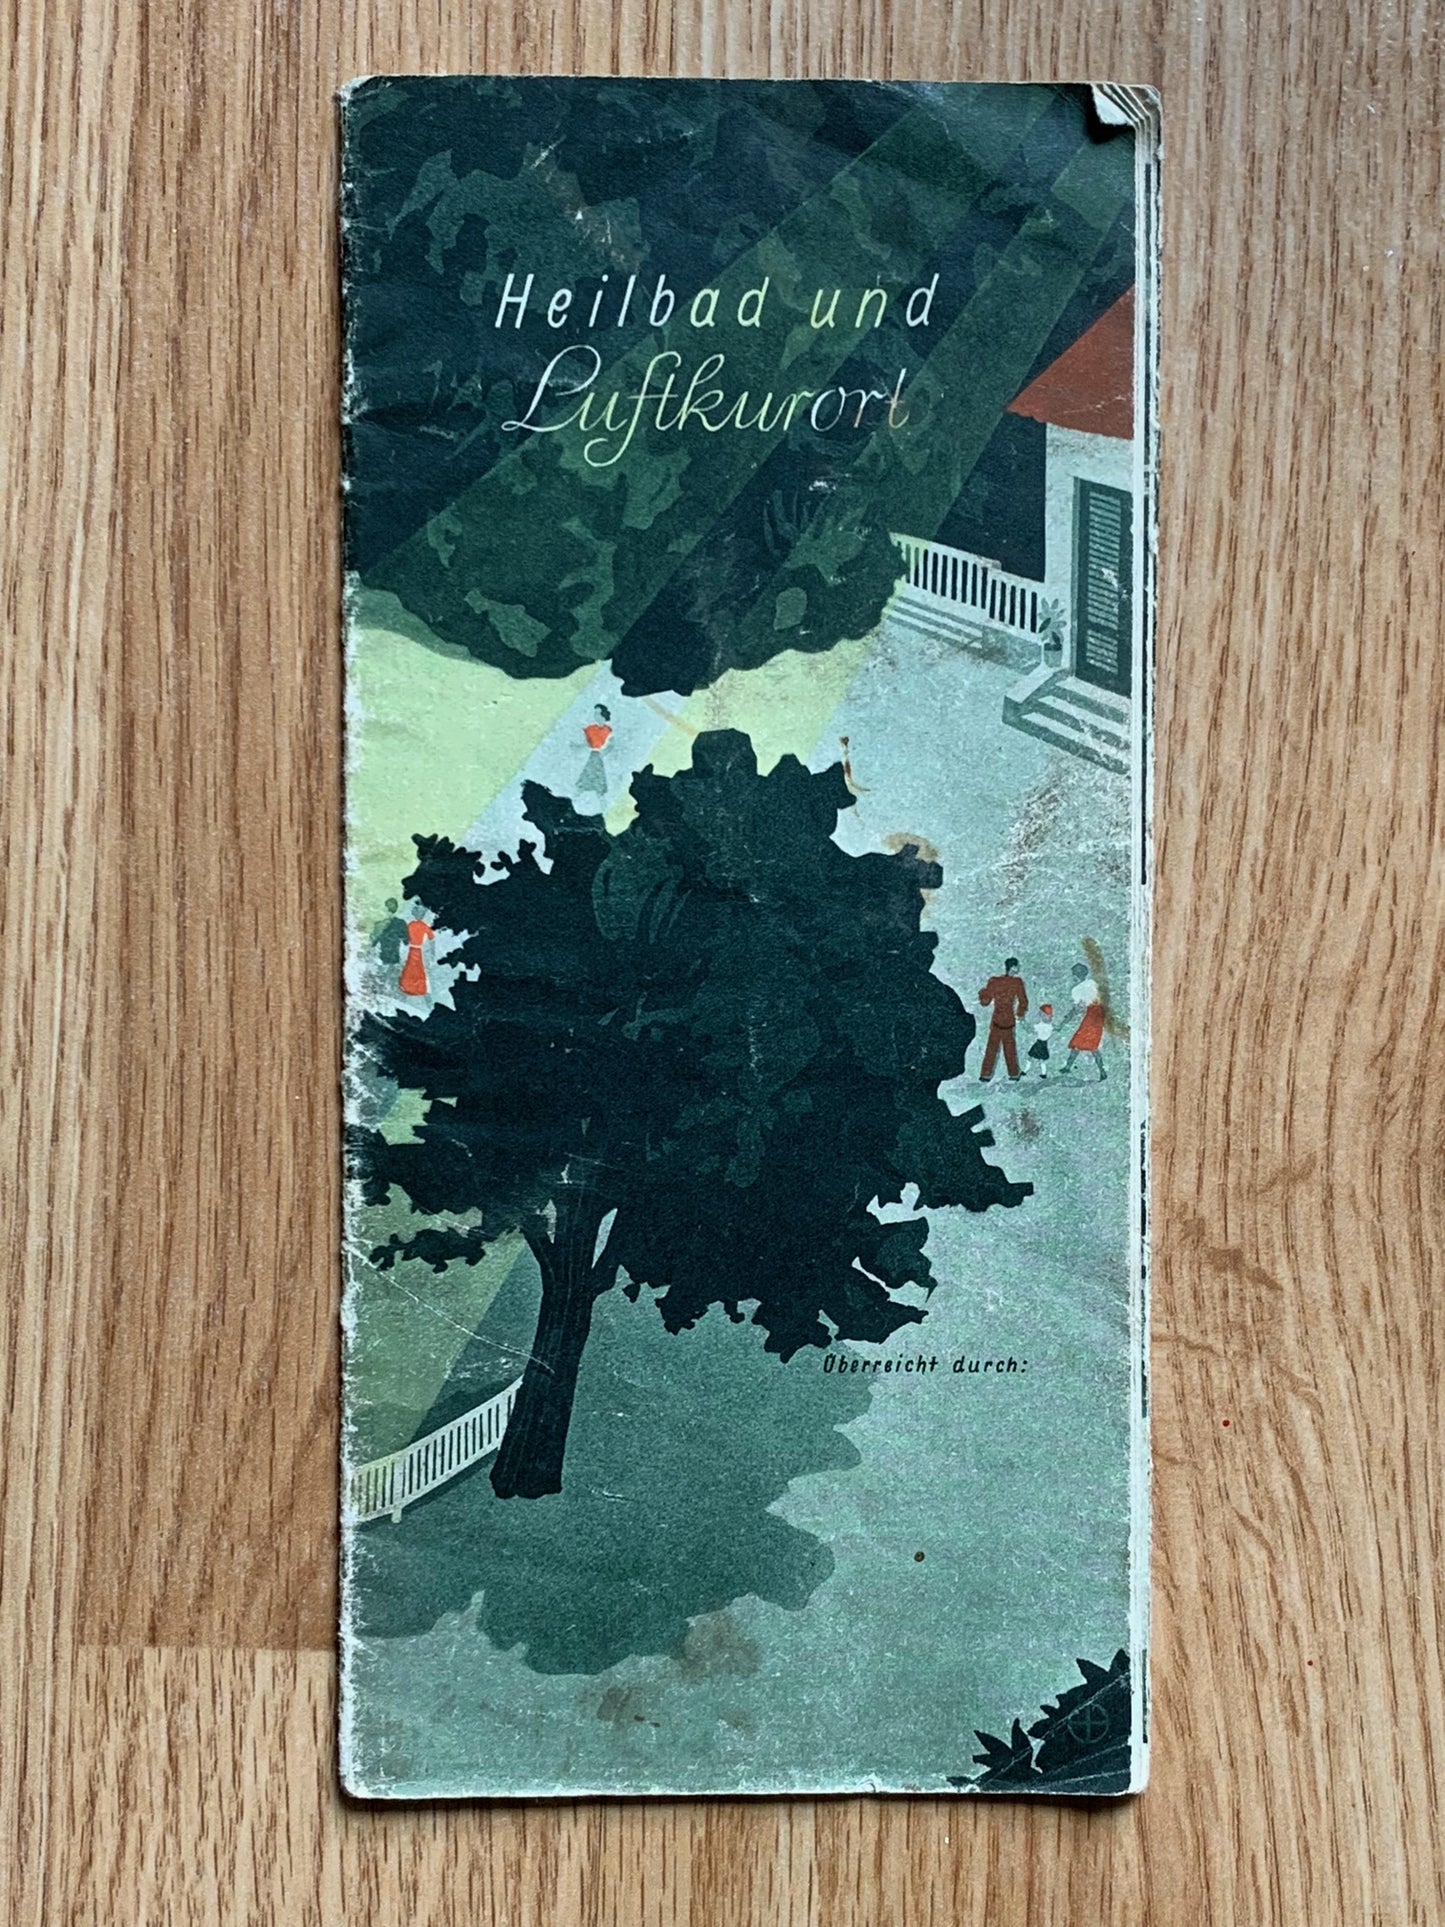 Heilbad und
Luftkurort
Überreicht durch: